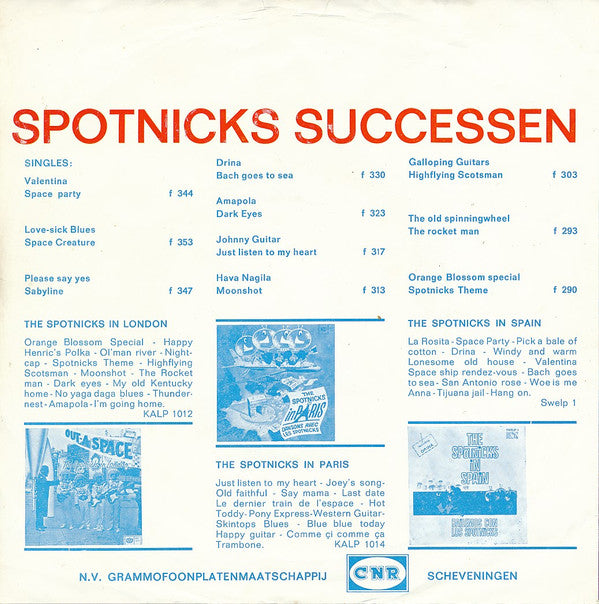 SPOTNICKS SUCCESSEN
SINGLES:
Valentina
Space party f 344
Love-sick Blues
Space Creature f 353
Please say yes
Sabyline f 347
Drina
Bach goes to sea f 330
Amapola
Dark Eyes f 323
Johnny Guitar
Just listen to my heart f 317
Hava Nagila
Moonshot f 313
Galloping Guitars
Highflying Scotsman f 303
The old spinningwheel
The rocket man f 293
Orange Blossom special
Spotnicks Theme f 290
THE SPOTNICKS IN LONDON
Orange Blossom Special - Happy
Henric's Polka - Ol'man river - Night-
cap - Spotnicks Theme - Highflying
Scotsman - Moonshot - The Rocket
man - Dark eyes - My old Kentucky
home - No yaga daga blues - Thunder-
nest-Amapola-I'm going home.
KALP 1012
OUT-A SPACE
THE SPOTNICKS
in PARIS
DANSONS AVEC
LES SPOTNICKS
THE SPOTNICKS IN PARIS
Just listen to my heart - Joey's song-
Old faithful - Say mama - Last date
Le dernier train de l'espace - Hot
Toddy-Pony Express-Western Guitar-
Skintops Blues - Blue blue today
Happy guitar - Comme çi comme ça
Trombone. KALP 1014
THE SPOTNICKS IN SPAIN
La Rosita-Space Party-Pick a bale of
cotton - Drina - Windy and warm
Lonesome old house - Valentina
Space ship rendez-vous - Bach goes
to sea-San Antonio rose - Woe is me
Anna-Tijuana jail-Hang on.
Swelp 1
THE
SPOTNICKS
IN
SPAIN
BAILEMOS CON
LOS SPOTNICKS
N.V. GRAMMOFOONPLATENMAATSCHAPPIJ CNR SCHEVENINGEN